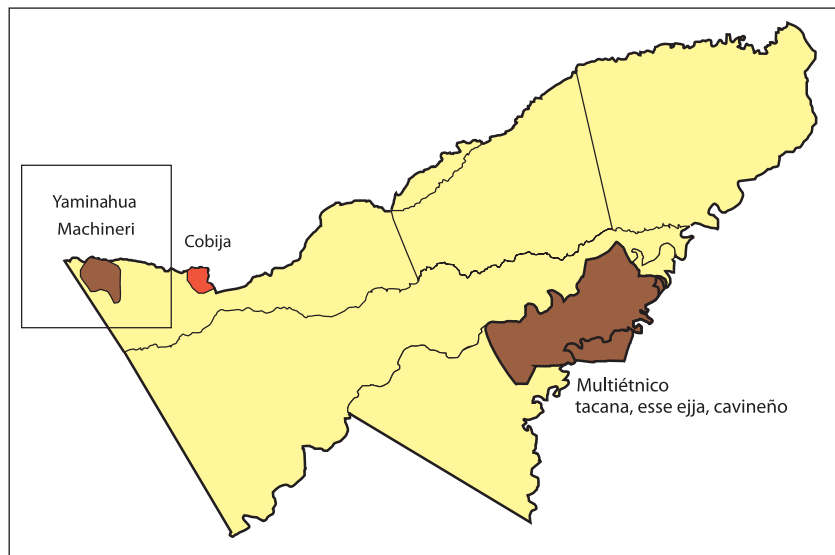 Yaminahua
Machineri
Cobija
Multiétnico
tacana, esse ejja, cavineño